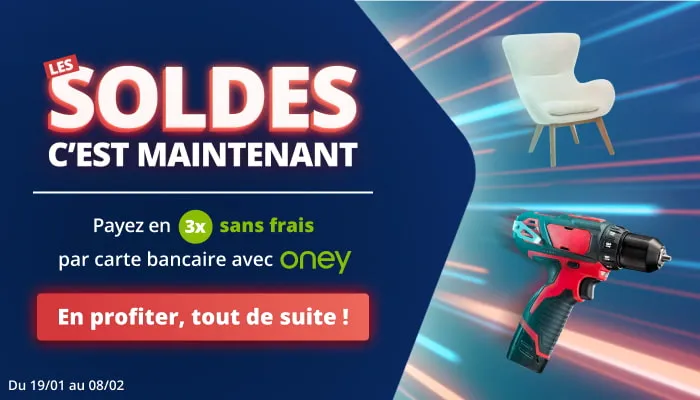 LES
SOLDES
C’EST MAINTENANT
Payez en 3x sans frais
par carte bancaire avec oney
En profiter, tout de suite !
Du 19/01 au 08/02